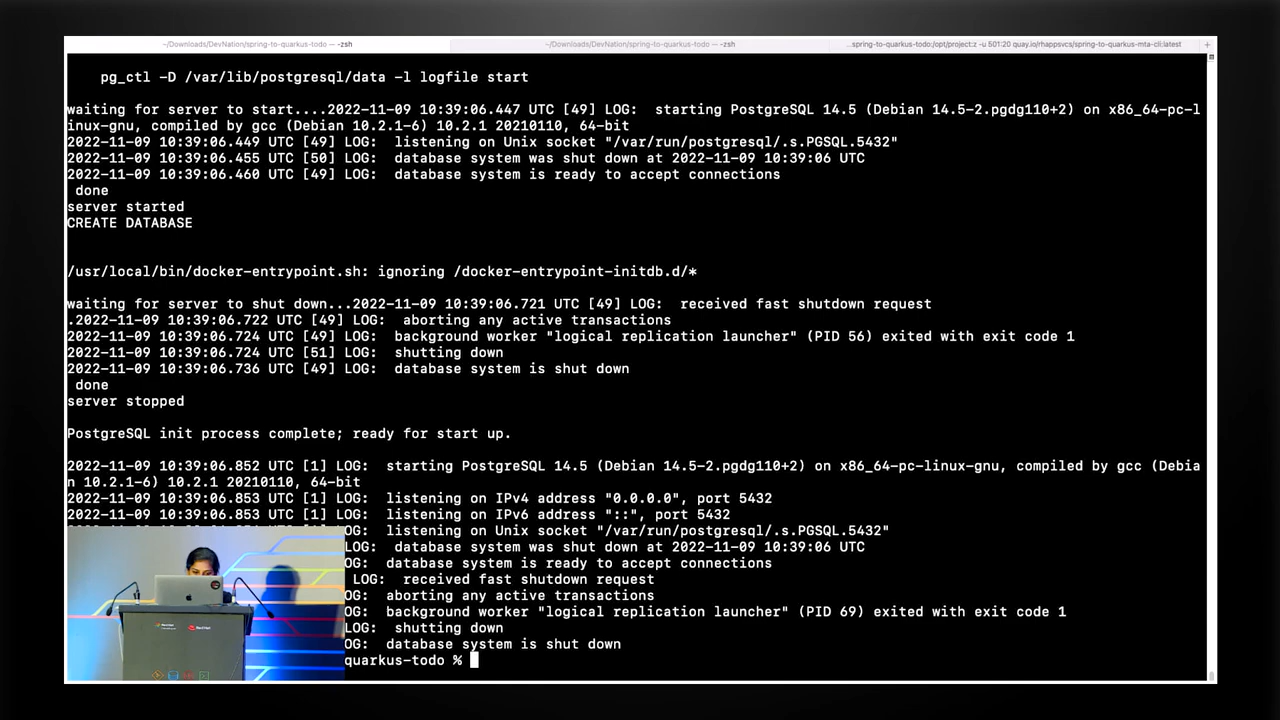 ~/Downloads/DevNation/spring-to-quarkus-todo — -zsh
~/Downloads/DevNation/spring-to-quarkus-todo — -zsh
...spring-to-quarkus-todo:/opt/project:z -u 501:20 quay.io/rhappsvcs/spring-to-quarkus-mta-cli:latest
+
pg_ctl -D /var/lib/postgresql/data -l logfile start
waiting for server to start....2022-11-09 10:39:06.447 UTC [49] LOG:  starting PostgreSQL 14.5 (Debian 14.5-2.pgdg110+2) on x86_64-pc-l
inux-gnu, compiled by gcc (Debian 10.2.1-6) 10.2.1 20210110, 64-bit
2022-11-09 10:39:06.449 UTC [49] LOG:  listening on Unix socket "/var/run/postgresql/.s.PGSQL.5432"
2022-11-09 10:39:06.455 UTC [50] LOG:  database system was shut down at 2022-11-09 10:39:06 UTC
2022-11-09 10:39:06.460 UTC [49] LOG:  database system is ready to accept connections
done
server started
CREATE DATABASE
/usr/local/bin/docker-entrypoint.sh: ignoring /docker-entrypoint-initdb.d/*
waiting for server to shut down...2022-11-09 10:39:06.721 UTC [49] LOG:  received fast shutdown request
.2022-11-09 10:39:06.722 UTC [49] LOG:  aborting any active transactions
2022-11-09 10:39:06.724 UTC [49] LOG:  background worker "logical replication launcher" (PID 56) exited with exit code 1
2022-11-09 10:39:06.724 UTC [51] LOG:  shutting down
2022-11-09 10:39:06.736 UTC [49] LOG:  database system is shut down
done
server stopped
PostgreSQL init process complete; ready for start up.
2022-11-09 10:39:06.852 UTC [1] LOG:  starting PostgreSQL 14.5 (Debian 14.5-2.pgdg110+2) on x86_64-pc-linux-gnu, compiled by gcc (Debia
n 10.2.1-6) 10.2.1 20210110, 64-bit
2022-11-09 10:39:06.853 UTC [1] LOG:  listening on IPv4 address "0.0.0.0", port 5432
2022-11-09 10:39:06.853 UTC [1] LOG:  listening on IPv6 address "::", port 5432
OG:  listening on Unix socket "/var/run/postgresql/.s.PGSQL.5432"
OG:  database system was shut down at 2022-11-09 10:39:06 UTC
OG:  database system is ready to accept connections
LOG:  received fast shutdown request
OG:  aborting any active transactions
OG:  background worker "logical replication launcher" (PID 69) exited with exit code 1
LOG:  shutting down
OG:  database system is shut down
quarkus-todo %
Red Hat